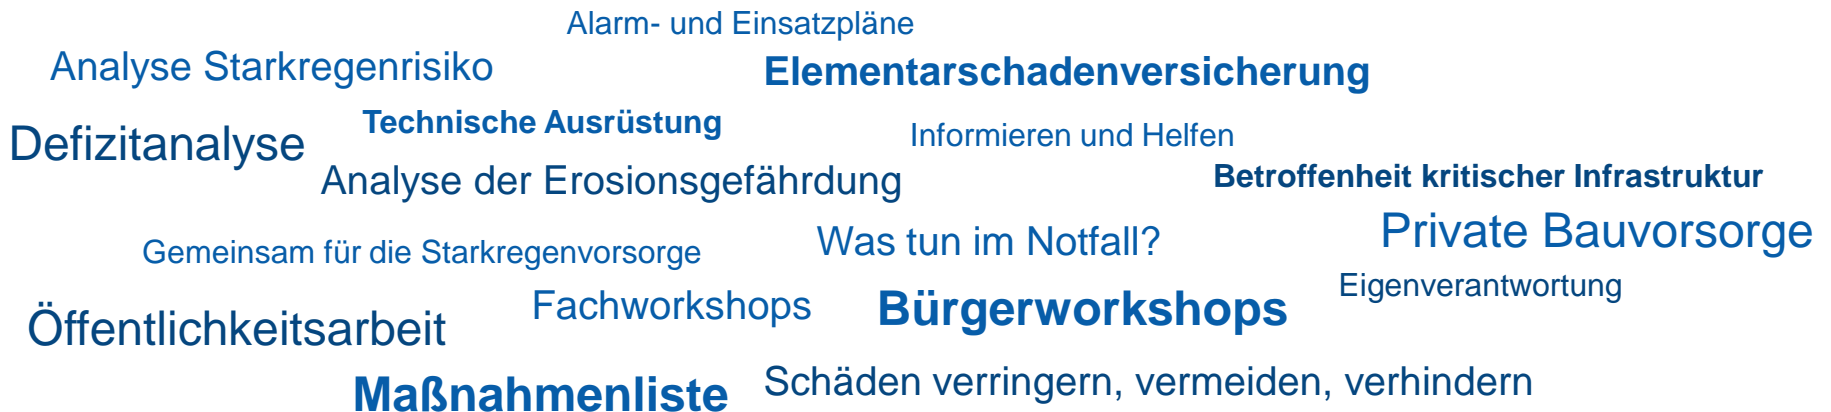 Alarm- und Einsatzpläne
Analyse Starkregenrisiko
Elementarschadenversicherung
Technische Ausrüstung
Informieren und Helfen
Defizitanalyse
Analyse der Erosionsgefährdung
Betroffenheit kritischer Infrastruktur
Private Bauvorsorge
Was tun im Notfall?
Gemeinsam für die Starkregenvorsorge
Eigenverantwortung
Fachworkshops
Bürgerworkshops
Öffentlichkeitsarbeit
Schäden verringern, vermeiden, verhindern
Maßnahmenliste